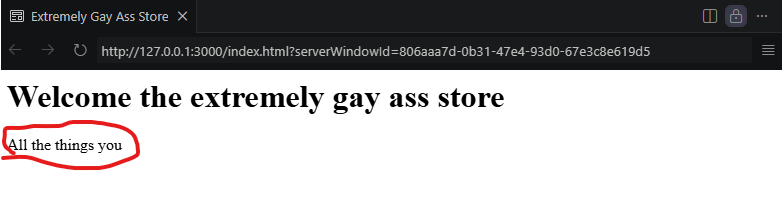 Extremely Gay Ass Store
http://127.0.0.1:3000/index.html?serverWindowId=806aaa7d-0b31-47e4-93d0-67e3c8e619d5
Welcome the extremely gay ass store
All the things you